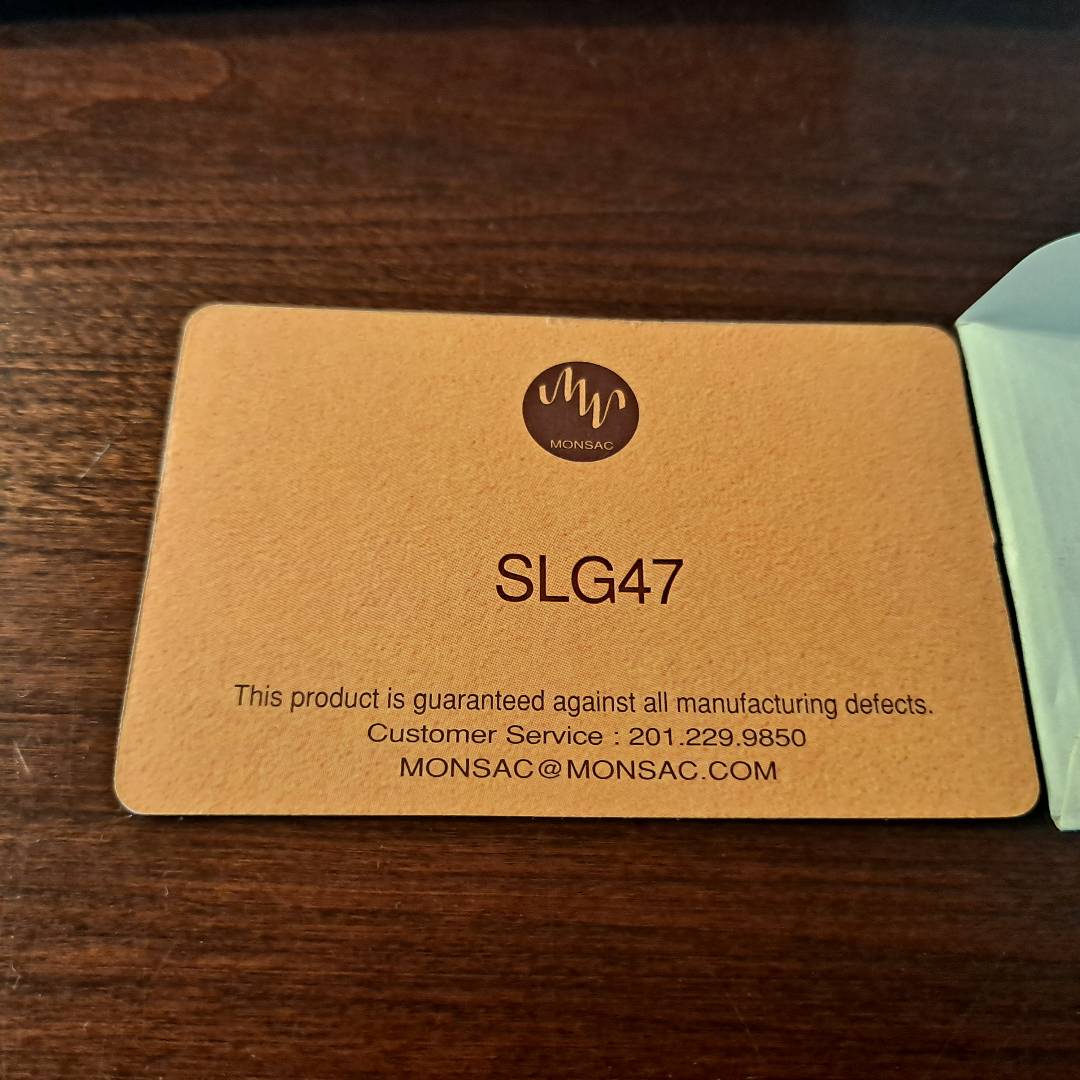 MONSAC
SLG47
This product is guaranteed against all manufacturing defects.
Customer Service : 201.229.9850
MONSAC@MONSAC.COM